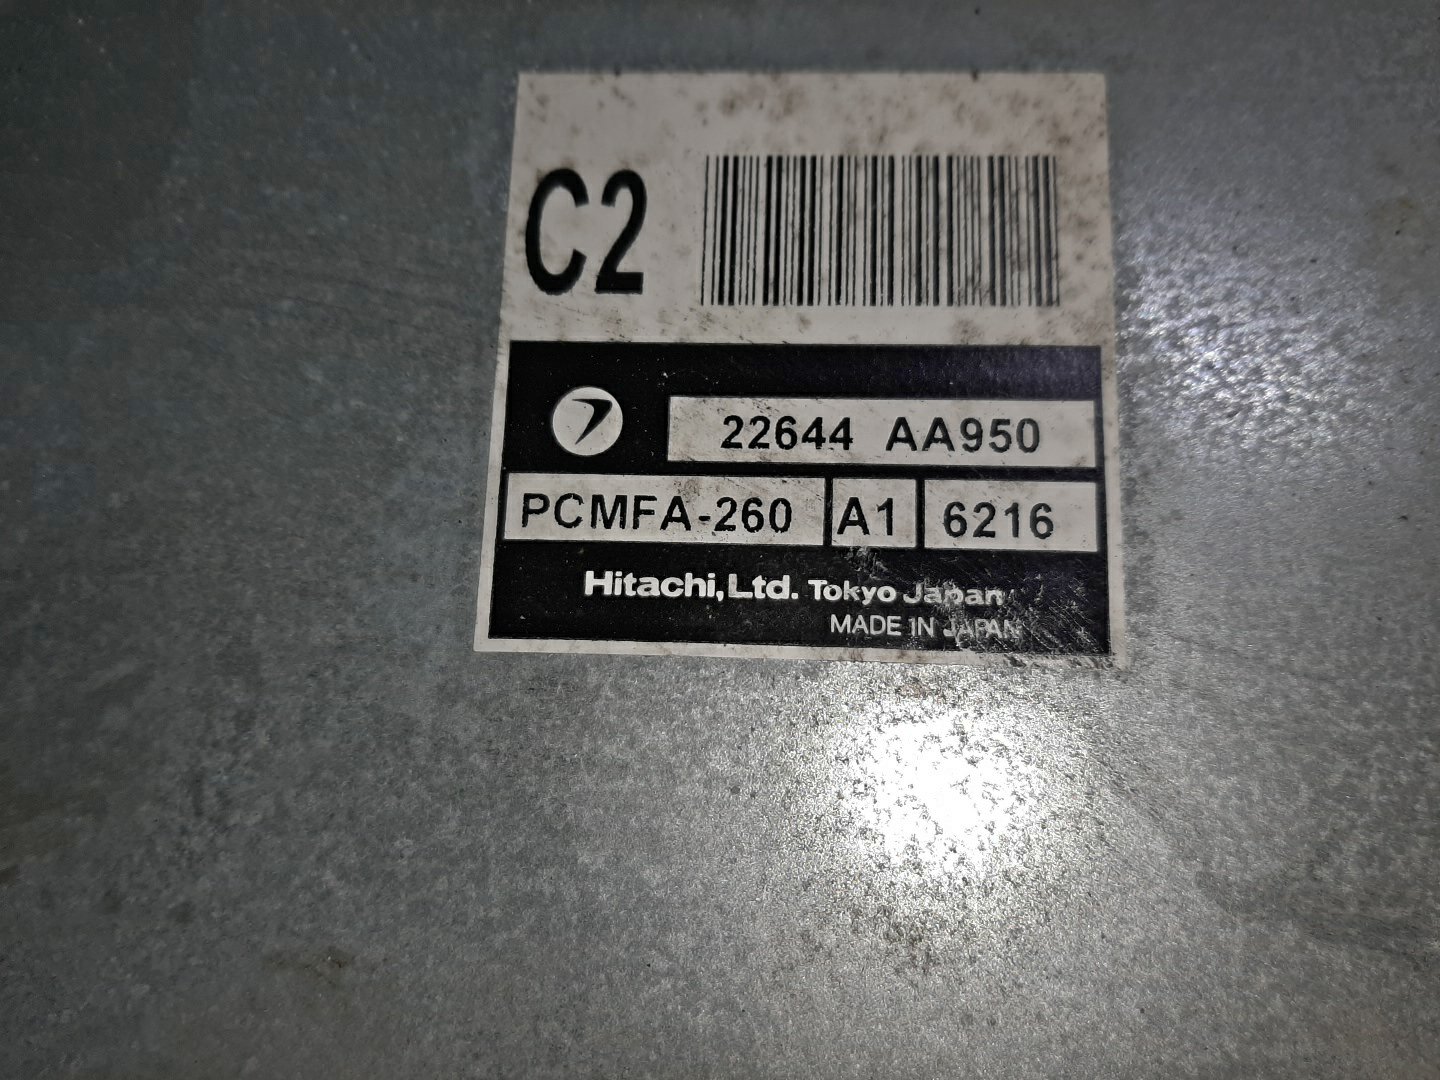 C2
22644 AA950
PCMFA-260 A1 6216
Hitachi,Ltd. Tokyo Japan
MADE IN JAPAN